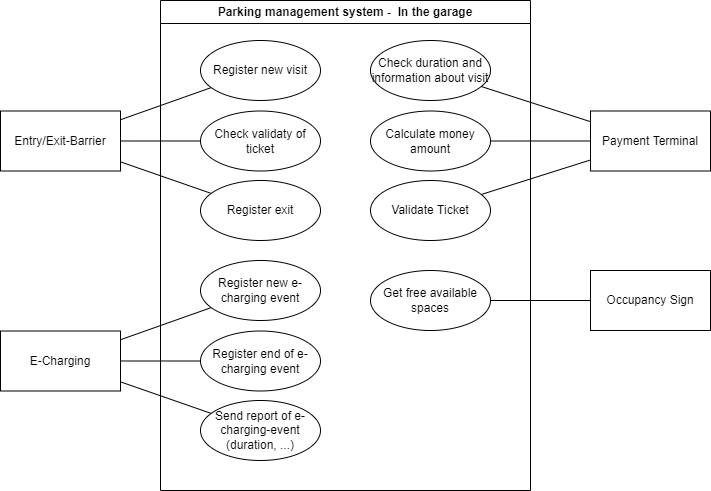 Parking management system -  In the garage
Register new visit
Check duration and
information about visit
Entry/Exit-Barrier
Check validaty of
ticket
Calculate money
amount
Payment Terminal
Register exit
Validate Ticket
Register new e-
charging event
Get free available
spaces
Occupancy Sign
E-Charging
Register end of e-
charging event
Send report of e-
charging-event
(duration, ...)